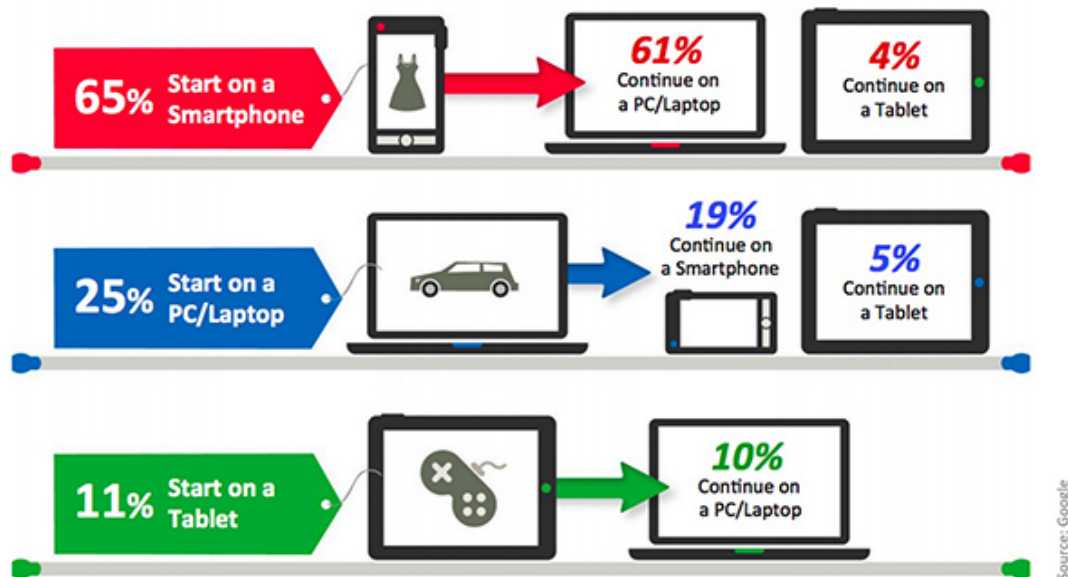 65% Start on a
Smartphone
61%
Continue on
a PC/Laptop
4%
Continue on
a Tablet
25% Start on a
PC/Laptop
19%
Continue on
a Smartphone
5%
Continue on
a Tablet
11% Start on a
Tablet
10%
Continue on
a PC/Laptop
Source: Google